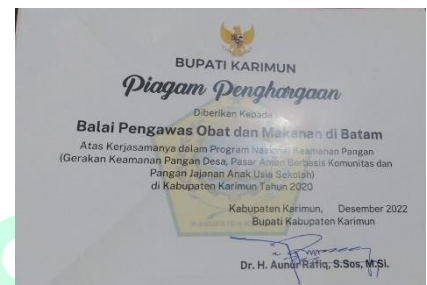 BUPATI KARIMUN
Piagam Penghargaan
Diberikan Kepada :
Balai Pengawas Obat dan Makanan di Batam
Atas Kerjasamanya dalam Program Nasional Keamanan Pangan
(Gerakan Keamanan Pangan Desa, Pasar Aman Berbasis Komunitas dan
Pangan Jajanan Anak Usia Sekolah)
di Kabupaten Karimun Tahun 2020
Kabupaten Karimun, Desember 2022
Bupati Kabupaten Karimun
KABUPATEN KARIMUN
Dr. H. Aunur Rafiq, S.Sos, M.Si.